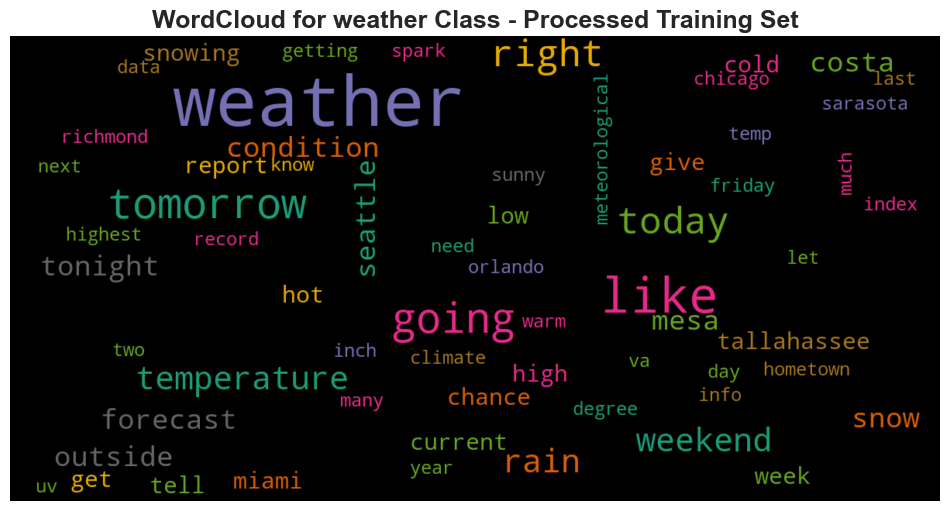 WordCloud for weather Class - Processed Training Set
snowing
getting
spark
right
cold
costa
data
chicago
last
weather
meteorological
sarasota
richmond
condition
temp
next
report
know
seattle
sunny
give
much
friday
index
tomorrow
low
today
highest
record
need
let
tonight
orlando
hot
like
going
warm
mesa
two
inch
climate
va
tallahassee
temperature
high
day
hometown
many
chance
degree
info
forecast
snow
outside
current
weekend
year
rain
week
uv
get
tell
miami